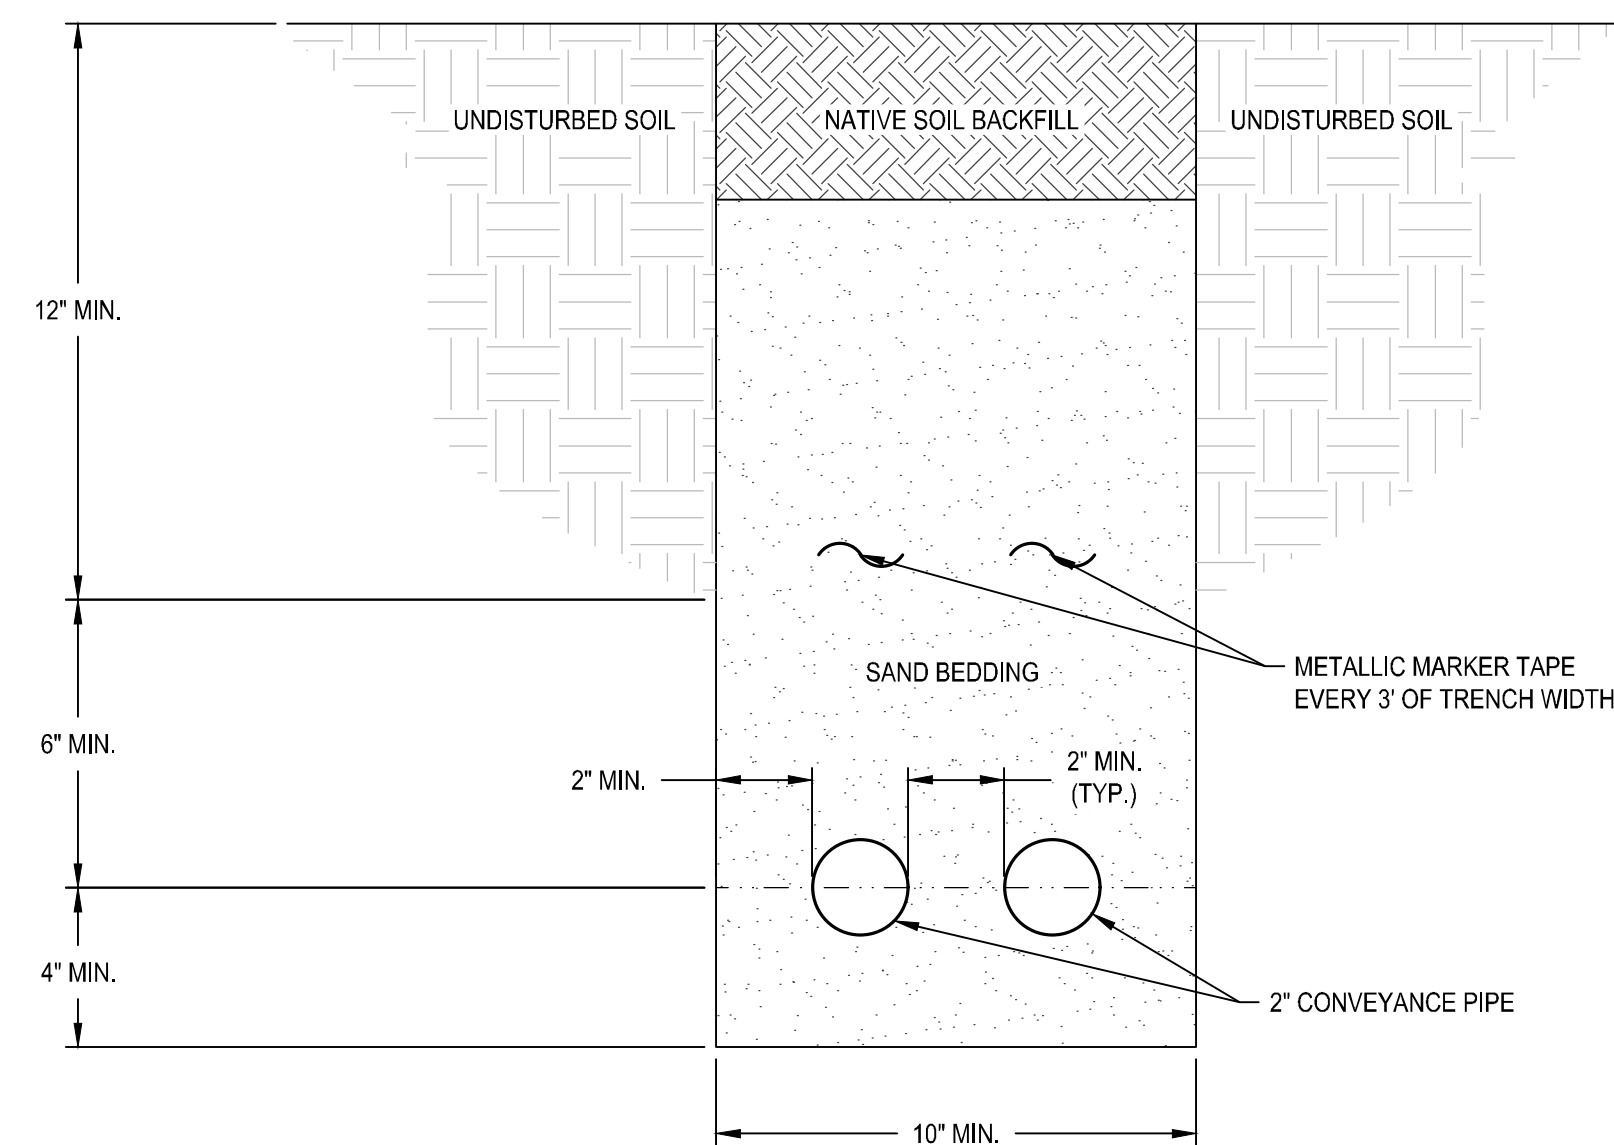 UNDISTURBED SOIL
NATIVE SOIL BACKFILL
UNDISTURBED SOIL
12" MIN.
METALLIC MARKER TAPE
EVERY 3' OF TRENCH WIDTH
SAND BEDDING
6" MIN.
2" MIN.
2" MIN.
(TYP.)
4" MIN.
2" CONVEYANCE PIPE
10" MIN.